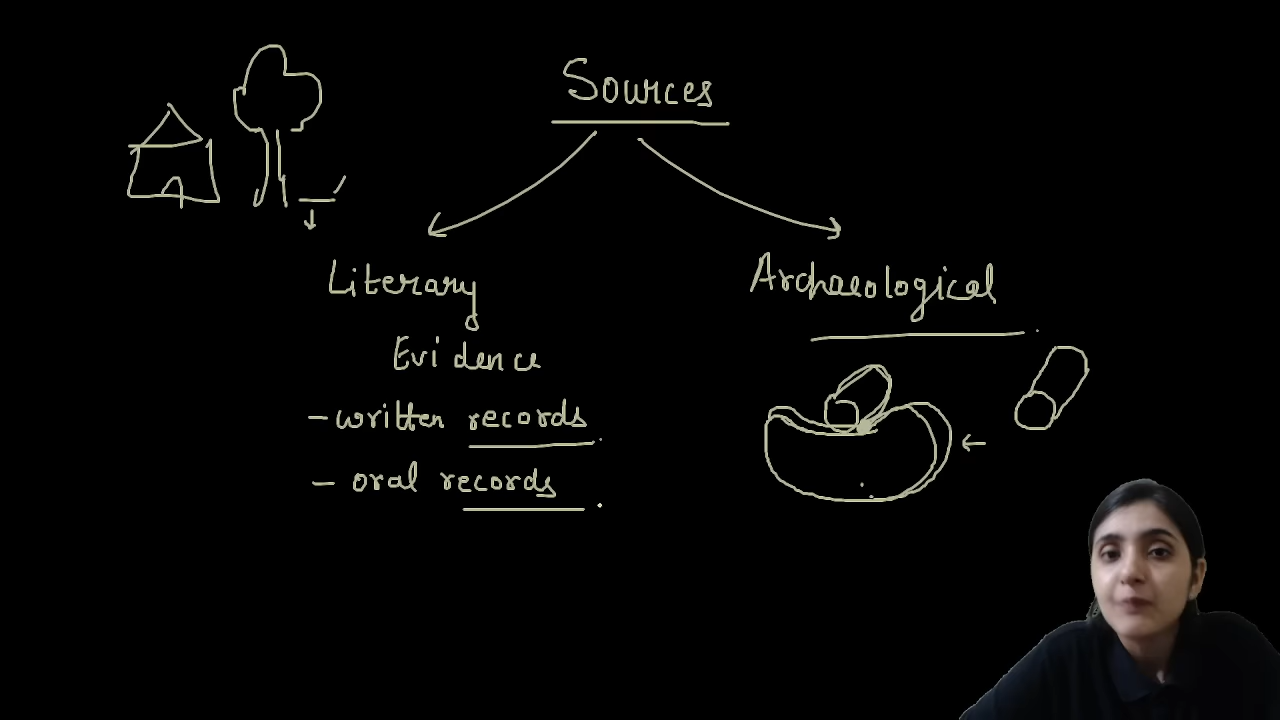 Sources
Literary
Evidence
- written records
- oral records
Archaeological